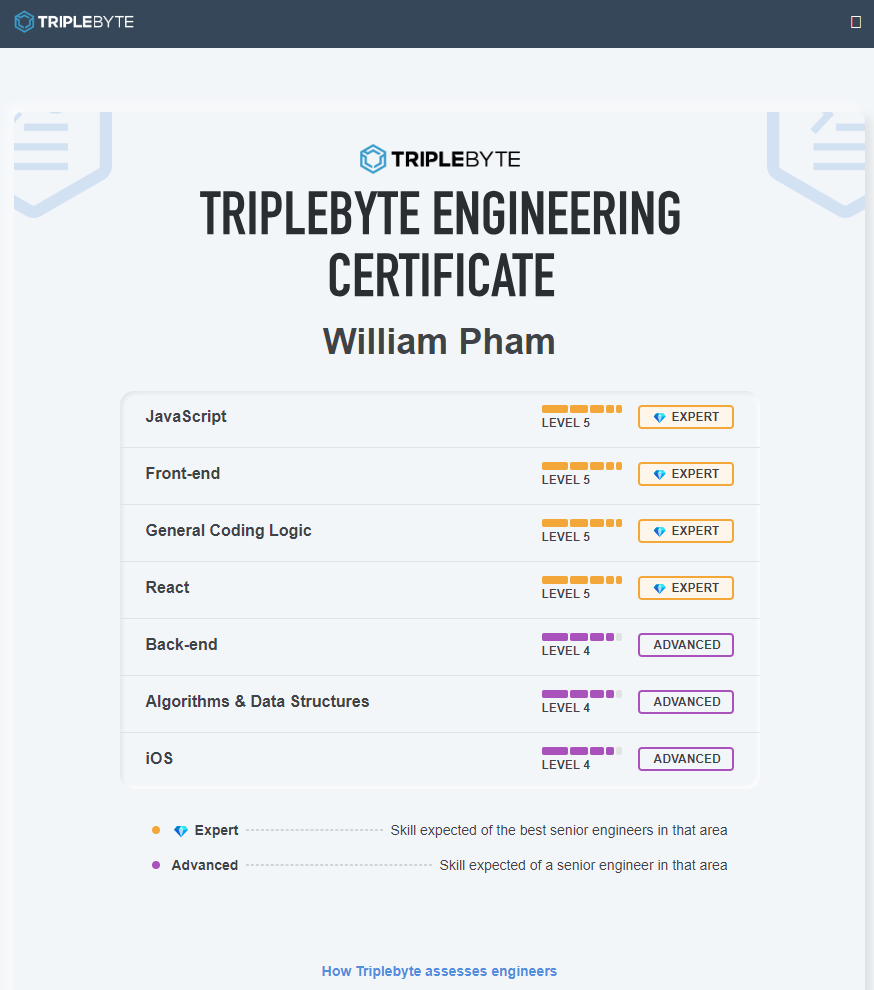 TRIPLEBYTE
TRIPLEBYTE
TRIPLEBYTE ENGINEERING
CERTIFICATE
William Pham
JavaScript
LEVEL 5
EXPERT
Front-end
LEVEL 5
EXPERT
General Coding Logic
LEVEL 5
EXPERT
React
LEVEL 5
EXPERT
Back-end
LEVEL 4
ADVANCED
Algorithms & Data Structures
LEVEL 4
ADVANCED
iOS
LEVEL 4
ADVANCED
Expert Skill expected of the best senior engineers in that area
Advanced Skill expected of a senior engineer in that area
How Triplebyte assesses engineers